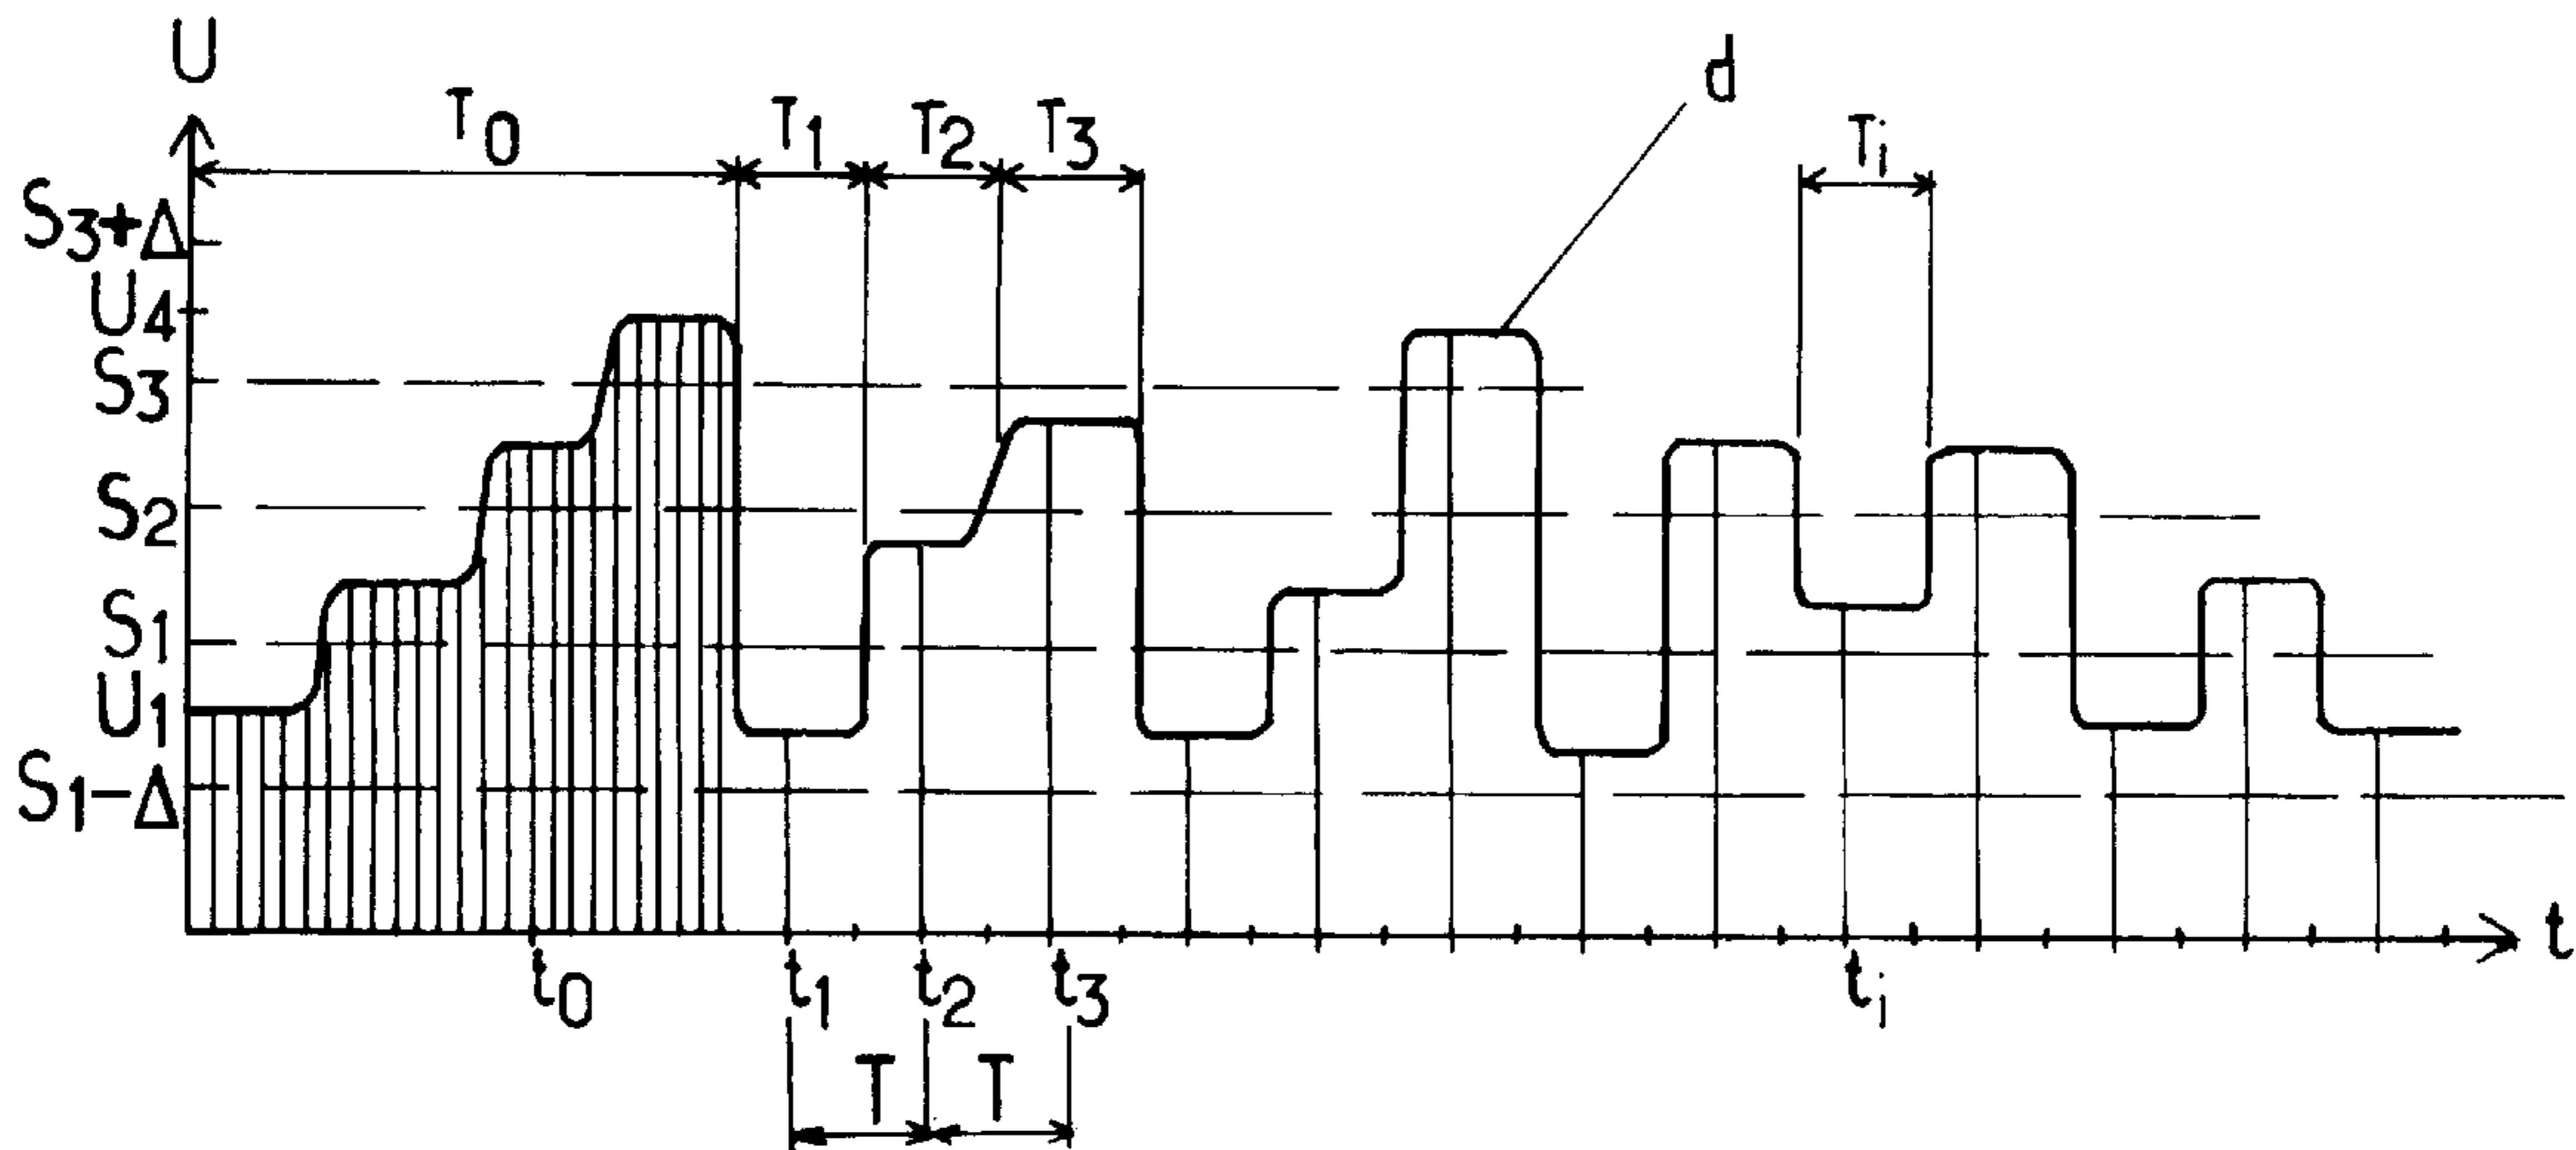 U
T0 T1 T2 T3 d Ti
S3+Δ
U4
S3
S2
S1
U1
S1-Δ
t0 t1 t2 t3 ti t
T T